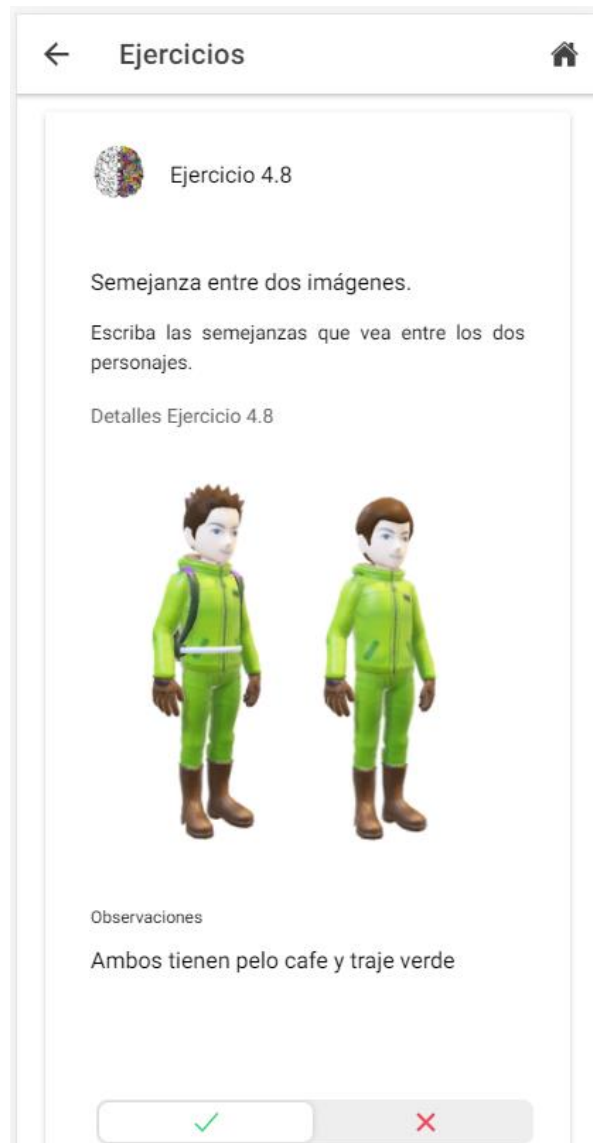 Ejercicios
Ejercicio 4.8
Semejanza entre dos imágenes.
Escriba las semejanzas que vea entre los dos
personajes.
Detalles Ejercicio 4.8
Observaciones
Ambos tienen pelo cafe y traje verde